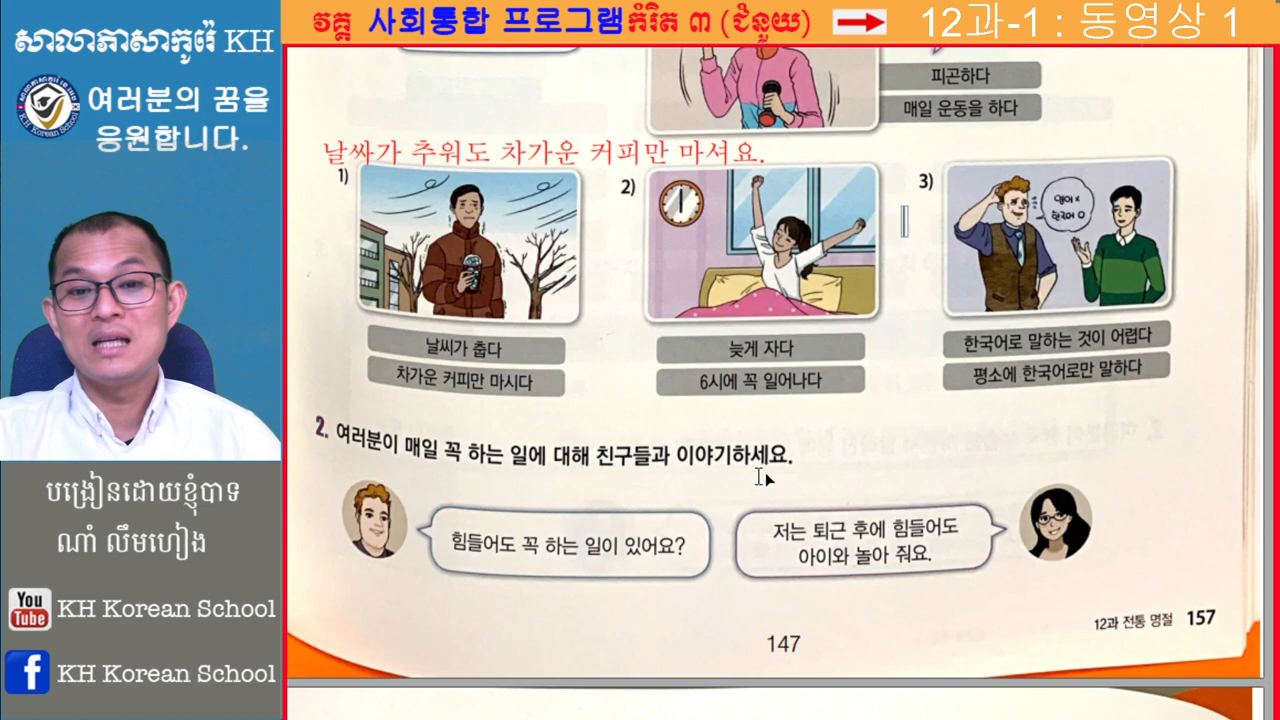 សាលាភាសាកូរ៉េ KH
여러분의 꿈을
응원합니다.
វគ្គ 사회통합 프로그램 កំរិត ៣ (ជំនួយ)
12과-1 : 동영상 1
피곤하다
매일 운동을 하다
날싸가 추워도 차가운 커피만 마셔요.
1)
2)
3)
영어 x
한국어 O
날씨가 춥다
차가운 커피만 마시다
늦게 자다
6시에 꼭 일어나다
한국어로 말하는 것이 어렵다
평소에 한국어로만 말하다
2. 여러분이 매일 꼭 하는 일에 대해 친구들과 이야기하세요.
힘들어도 꼭 하는 일이 있어요?
저는 퇴근 후에 힘들어도
아이와 놀아 줘요.
12과 전통 명절 157
147
បង្រៀនដោយខ្ញុំបាទ
ណាំ លឹមហៀង
You
Tube
KH Korean School
KH Korean School